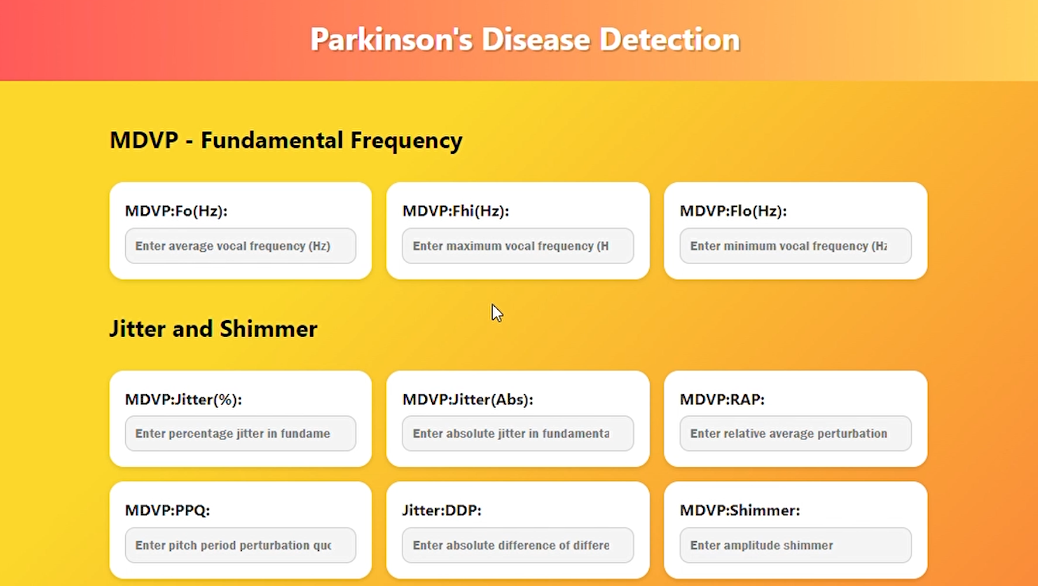 Parkinson's Disease Detection
MDVP - Fundamental Frequency
MDVP:Fo(Hz):
Enter average vocal frequency (Hz)
MDVP:Fhi(Hz):
Enter maximum vocal frequency (H
MDVP:Flo(Hz):
Enter minimum vocal frequency (Hz
Jitter and Shimmer
MDVP:Jitter(%):
Enter percentage jitter in fundame
MDVP:Jitter(Abs):
Enter absolute jitter in fundamenta
MDVP:RAP:
Enter relative average perturbation
MDVP:PPQ:
Enter pitch period perturbation quo
Jitter:DDP:
Enter absolute difference of differe
MDVP:Shimmer:
Enter amplitude shimmer